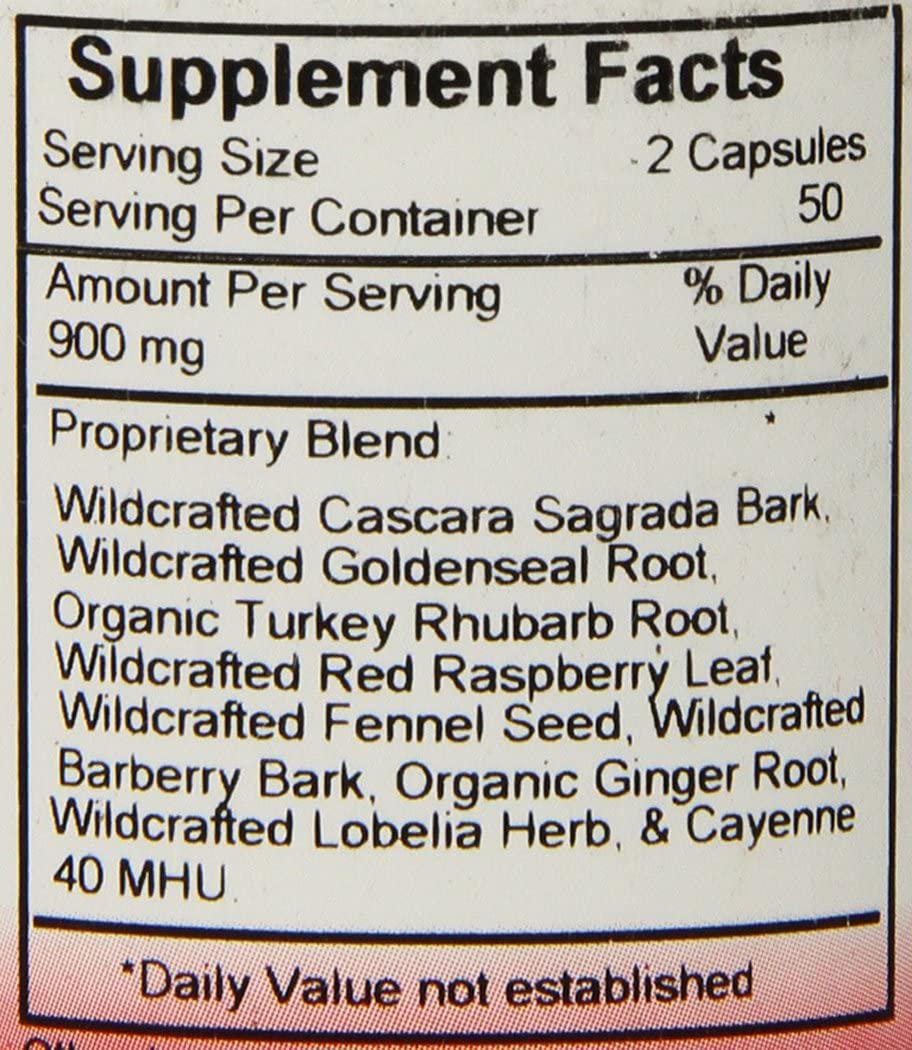 Supplement Facts
Serving Size 2 Capsules
Serving Per Container 50
Amount Per Serving % Daily
900 mg Value
Proprietary Blend: *
Wildcrafted Cascara Sagrada Bark,
Wildcrafted Goldenseal Root,
Organic Turkey Rhubarb Root,
Wildcrafted Red Raspberry Leaf,
Wildcrafted Fennel Seed, Wildcrafted
Barberry Bark, Organic Ginger Root,
Wildcrafted Lobelia Herb, & Cayenne
40 MHU.
*Daily Value not established